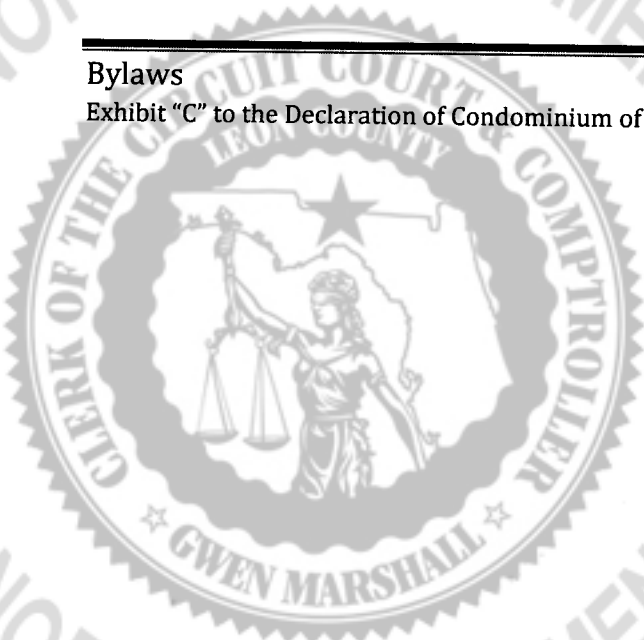 Bylaws
Exhibit "C" to the Declaration of Condominium of
CLERK OF THE CIRCUIT COURT & COMPTROLLER
LEON COUNTY
GWEN MARSHALL